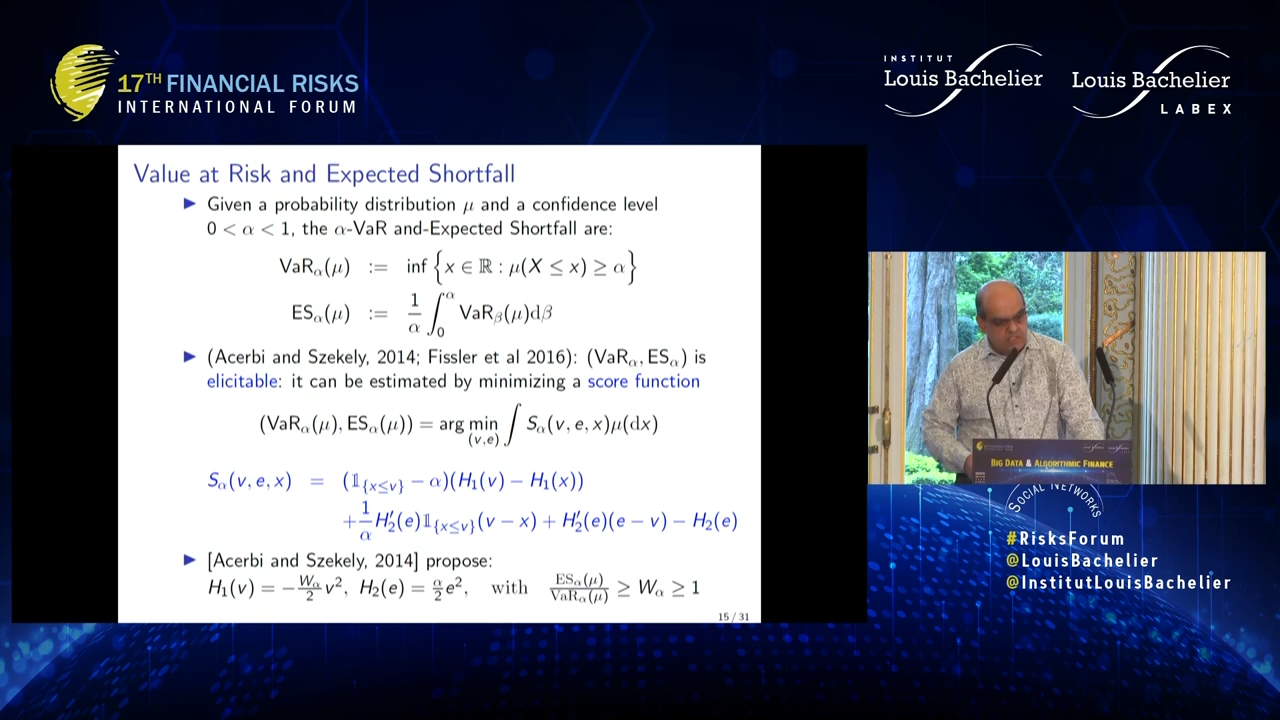 17TH FINANCIAL RISKS
INTERNATIONAL FORUM
INSTITUT
Louis Bachelier
Louis Bachelier
LABEX
Value at Risk and Expected Shortfall
▶ Given a probability distribution μ and a confidence level
0 < α < 1, the α-VaR and-Expected Shortfall are:
VaRα(μ) := inf {x ∈ ℝ : μ(X ≤ x) ≥ α}
ESα(μ) := 1/α ∫₀^α VaRβ(μ)dβ
▶ (Acerbi and Szekely, 2014; Fissler et al 2016): (VaRα, ESα) is
elicitable: it can be estimated by minimizing a score function
(VaRα(μ), ESα(μ)) = arg min(v,e) ∫ Sα(v, e, x)μ(dx)
Sα(v, e, x) = (𝟙{x≤v} − α)(H₁(v) − H₁(x))
+1/α H₂′(e)𝟙{x≤v}(v − x) + H₂′(e)(e − v) − H₂(e)
▶ [Acerbi and Szekely, 2014] propose:
H₁(v) = −Wα/2 v², H₂(e) = α/2 e², with ESα(μ)/VaRα(μ) ≥ Wα ≥ 1
15 / 31
BIG DATA & ALGORITHMIC FINANCE
SOCIAL NETWORKS
#RisksForum
@LouisBachelier
@InstitutLouisBachelier